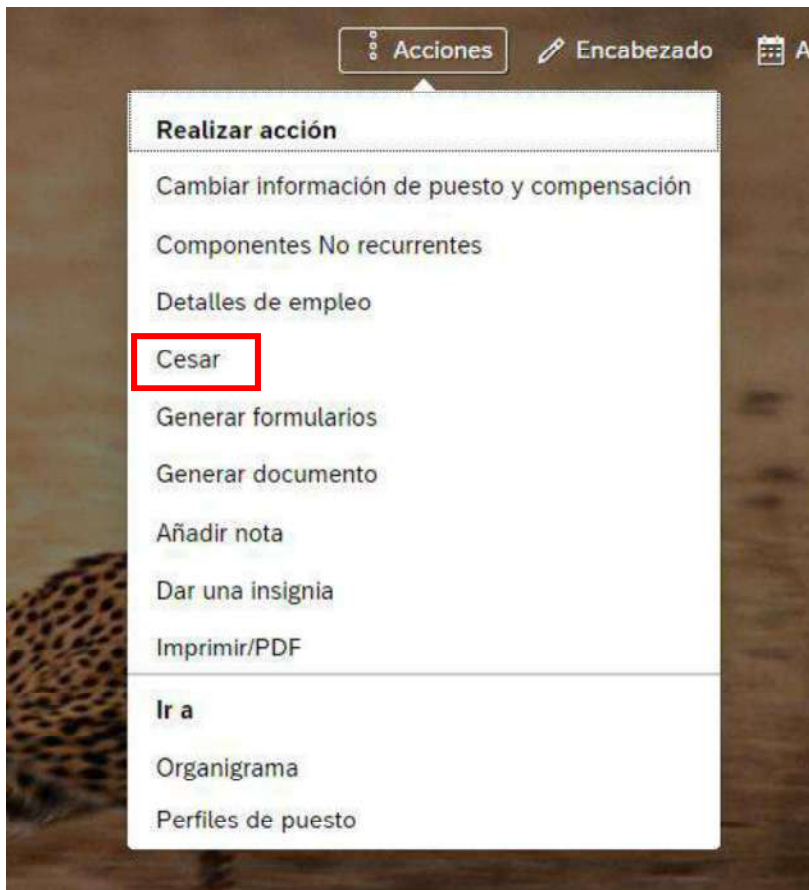 Acciones Encabezado A
Realizar acción
Cambiar información de puesto y compensación
Componentes No recurrentes
Detalles de empleo
Cesar
Generar formularios
Generar documento
Añadir nota
Dar una insignia
Imprimir/PDF
Ir a
Organigrama
Perfiles de puesto